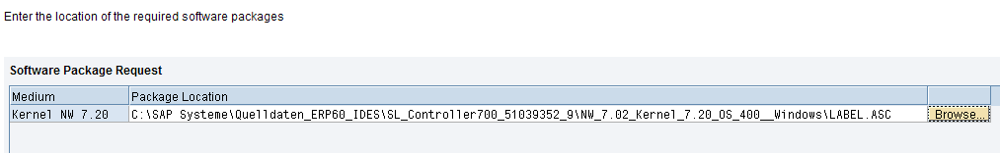 Enter the location of the required software packages
Software Package Request
Medium Package Location
Kernel NW 7.20 C:\SAP Systeme\Quelldaten_ERP60_IDES\SL_Controller700_51039352_9\NW_7.02_Kernel_7.20_OS_400__Windows\LABEL.ASC Browse...